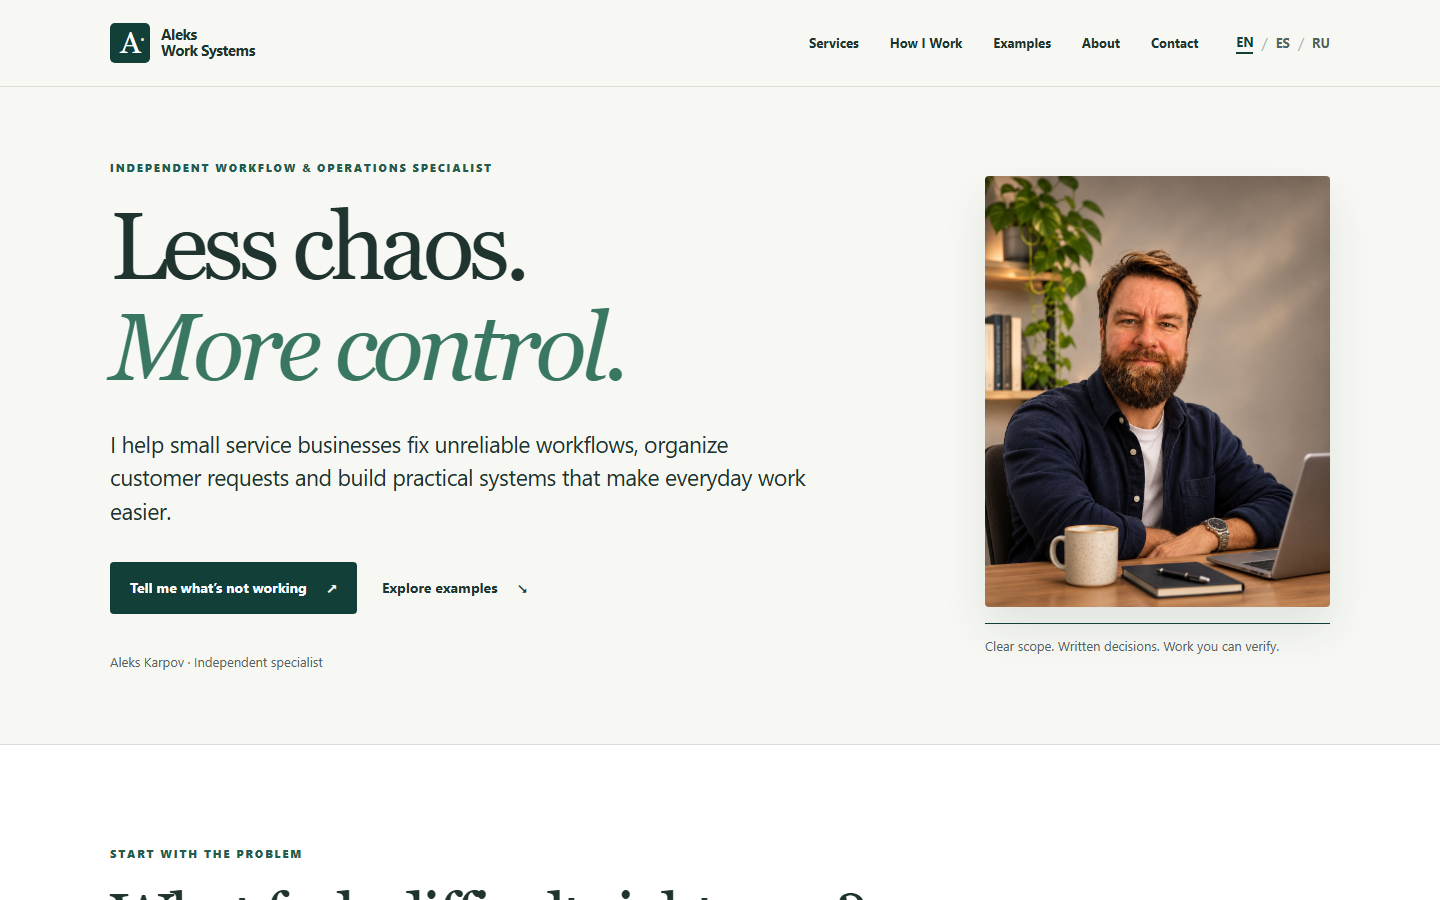 A
Aleks
Work Systems
Services
How I Work
Examples
About
Contact
EN / ES / RU
INDEPENDENT WORKFLOW & OPERATIONS SPECIALIST
Less chaos.
More control.
I help small service businesses fix unreliable workflows, organize
customer requests and build practical systems that make everyday work
easier.
Tell me what's not working ↗
Explore examples ↘
Aleks Karpov · Independent specialist
Clear scope. Written decisions. Work you can verify.
START WITH THE PROBLEM